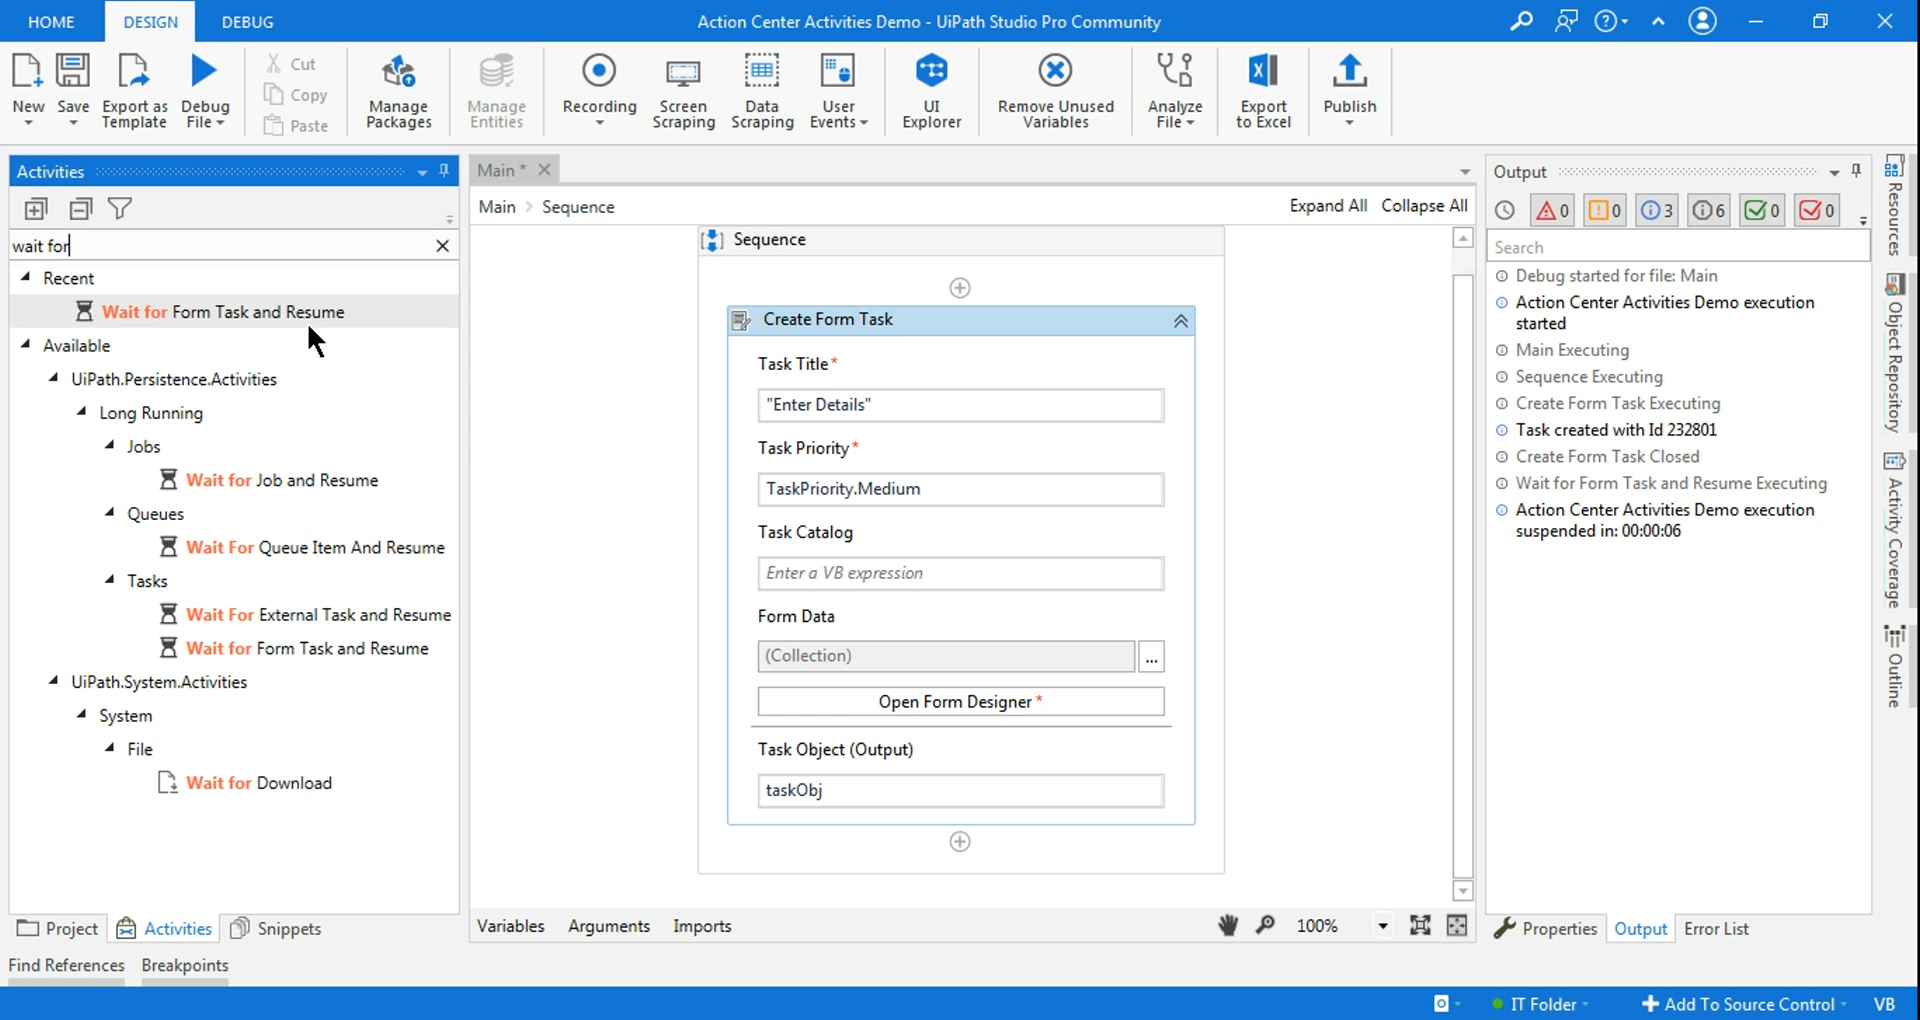 HOME DESIGN DEBUG Action Center Activities Demo - UiPath Studio Pro Community
New Save Export as Template Debug File Cut Copy Paste Manage Packages Manage Entities Recording Screen Scraping Data Scraping User Events UI Explorer Remove Unused Variables Analyze File Export to Excel Publish
Activities
wait for
Recent
Wait for Form Task and Resume
Available
UiPath.Persistence.Activities
Long Running
Jobs
Wait for Job and Resume
Queues
Wait For Queue Item And Resume
Tasks
Wait For External Task and Resume
Wait for Form Task and Resume
UiPath.System.Activities
System
File
Wait for Download
Project Activities Snippets
Main *
Main > Sequence Expand All Collapse All
Sequence
Create Form Task
Task Title*
"Enter Details"
Task Priority*
TaskPriority.Medium
Task Catalog
Enter a VB expression
Form Data
(Collection) ...
Open Form Designer *
Task Object (Output)
taskObj
Variables Arguments Imports 100%
Output
0 0 3 6 0 0
Search
Debug started for file: Main
Action Center Activities Demo execution
started
Main Executing
Sequence Executing
Create Form Task Executing
Task created with Id 232801
Create Form Task Closed
Wait for Form Task and Resume Executing
Action Center Activities Demo execution
suspended in: 00:00:06
Properties Output Error List
Resources
Object Repository
Activity Coverage
Outline
Find References Breakpoints
IT Folder Add To Source Control VB